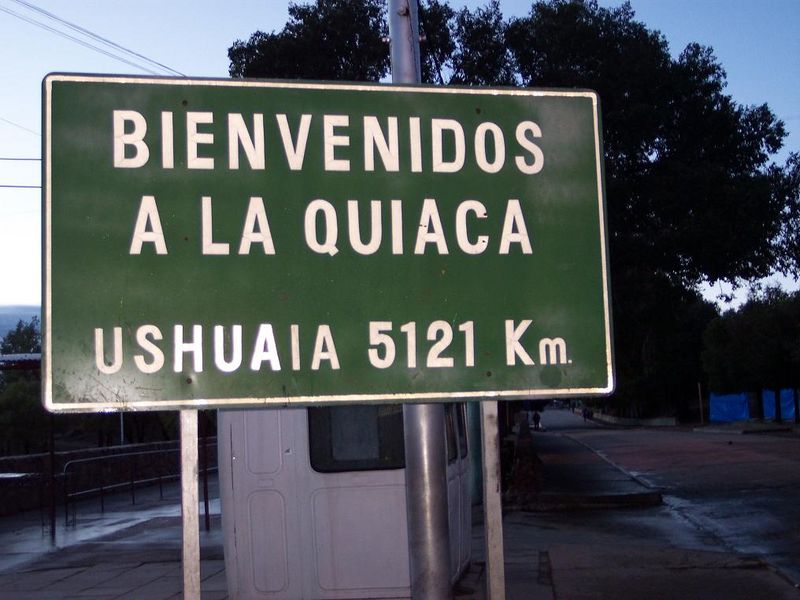 BIENVENIDOS
A LA QUIACA
USHUAIA 5121 Km.